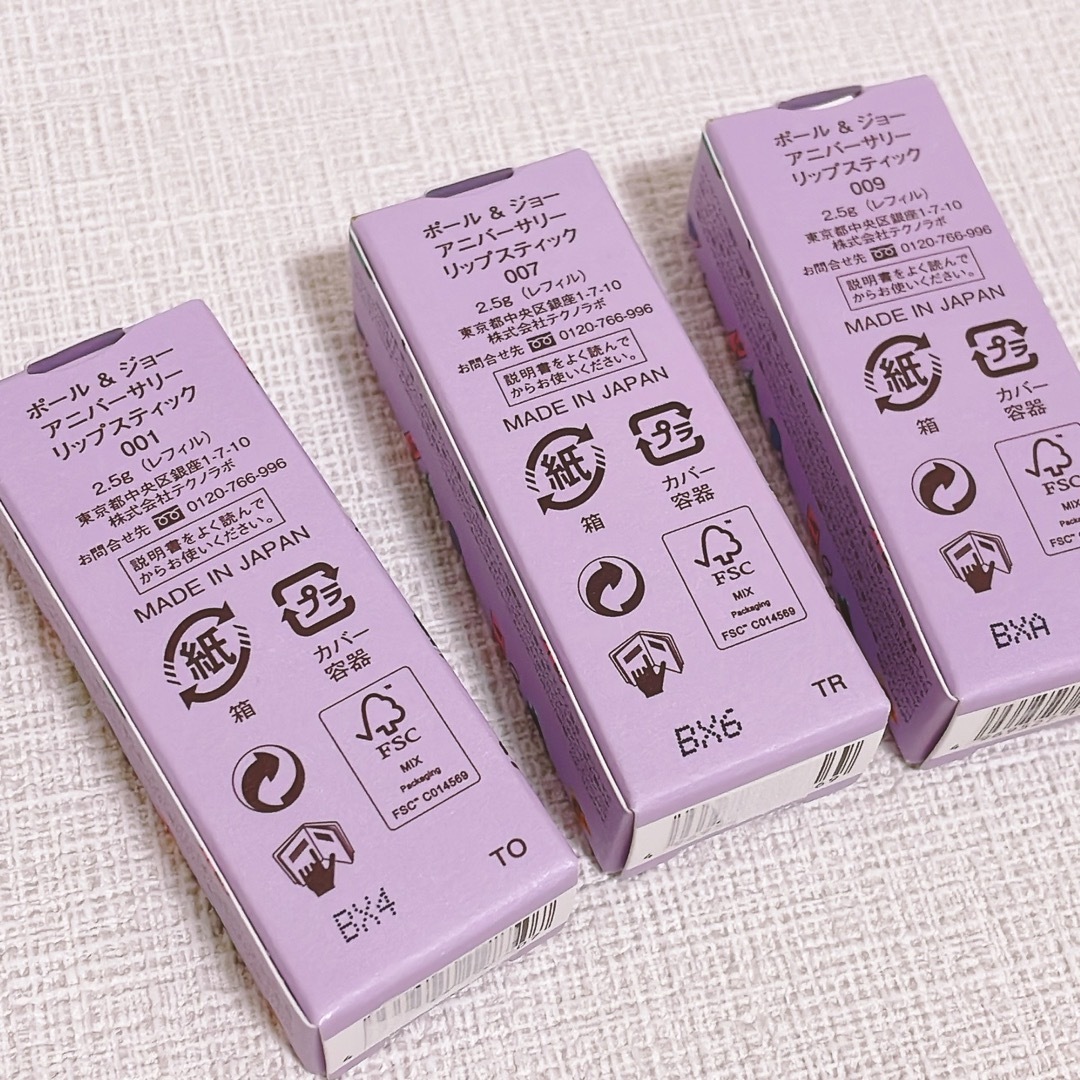 ポール & ジョー
アニバーサリー
リップスティック
001
2.5g (レフィル)
東京都中央区銀座1-7-10
株式会社テクノラボ
お問合せ先 0120-766-996
説明書をよく読んで
からお使いください。
MADE IN JAPAN
紙
箱
プラ
カバー
容器
FSC
MIX
Packaging
FSC™ C014569
TO
BX4
ポール & ジョー
アニバーサリー
リップスティック
007
2.5g (レフィル)
東京都中央区銀座1-7-10
株式会社テクノラボ
お問合せ先 0120-766-996
説明書をよく読んで
からお使いください。
MADE IN JAPAN
紙
箱
プラ
カバー
容器
FSC
MIX
Packaging
FSC™ C014569
TR
BX6
ポール & ジョー
アニバーサリー
リップスティック
009
2.5g (レフィル)
東京都中央区銀座1-7-10
株式会社テクノラボ
お問合せ先 0120-766-996
説明書をよく読んで
からお使いください。
MADE IN JAPAN
紙
箱
プラ
カバー
容器
FSC
MIX
BXA